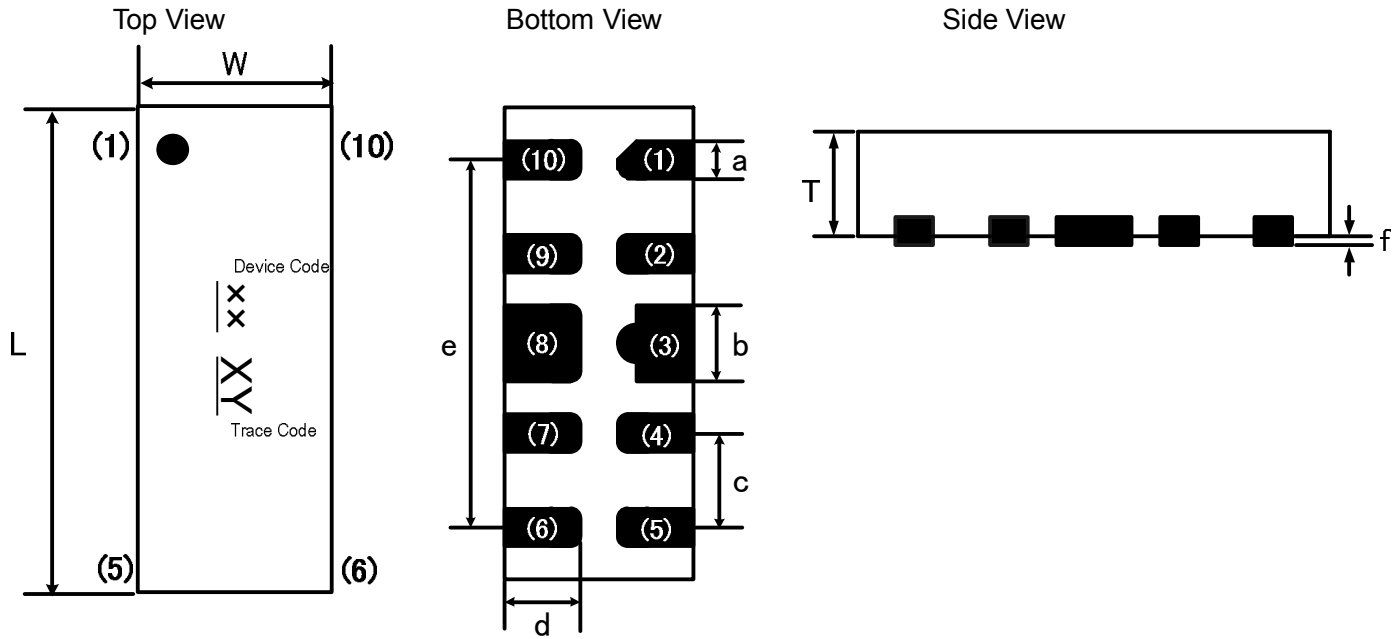 Top View
Bottom View
Side View
W
L
(1)
(10)
Device Code
××
XY
Trace Code
(5)
(6)
(10)
(1)
a
(9)
(2)
e
(8)
(3)
b
(7)
(4)
c
(6)
(5)
d
T
f